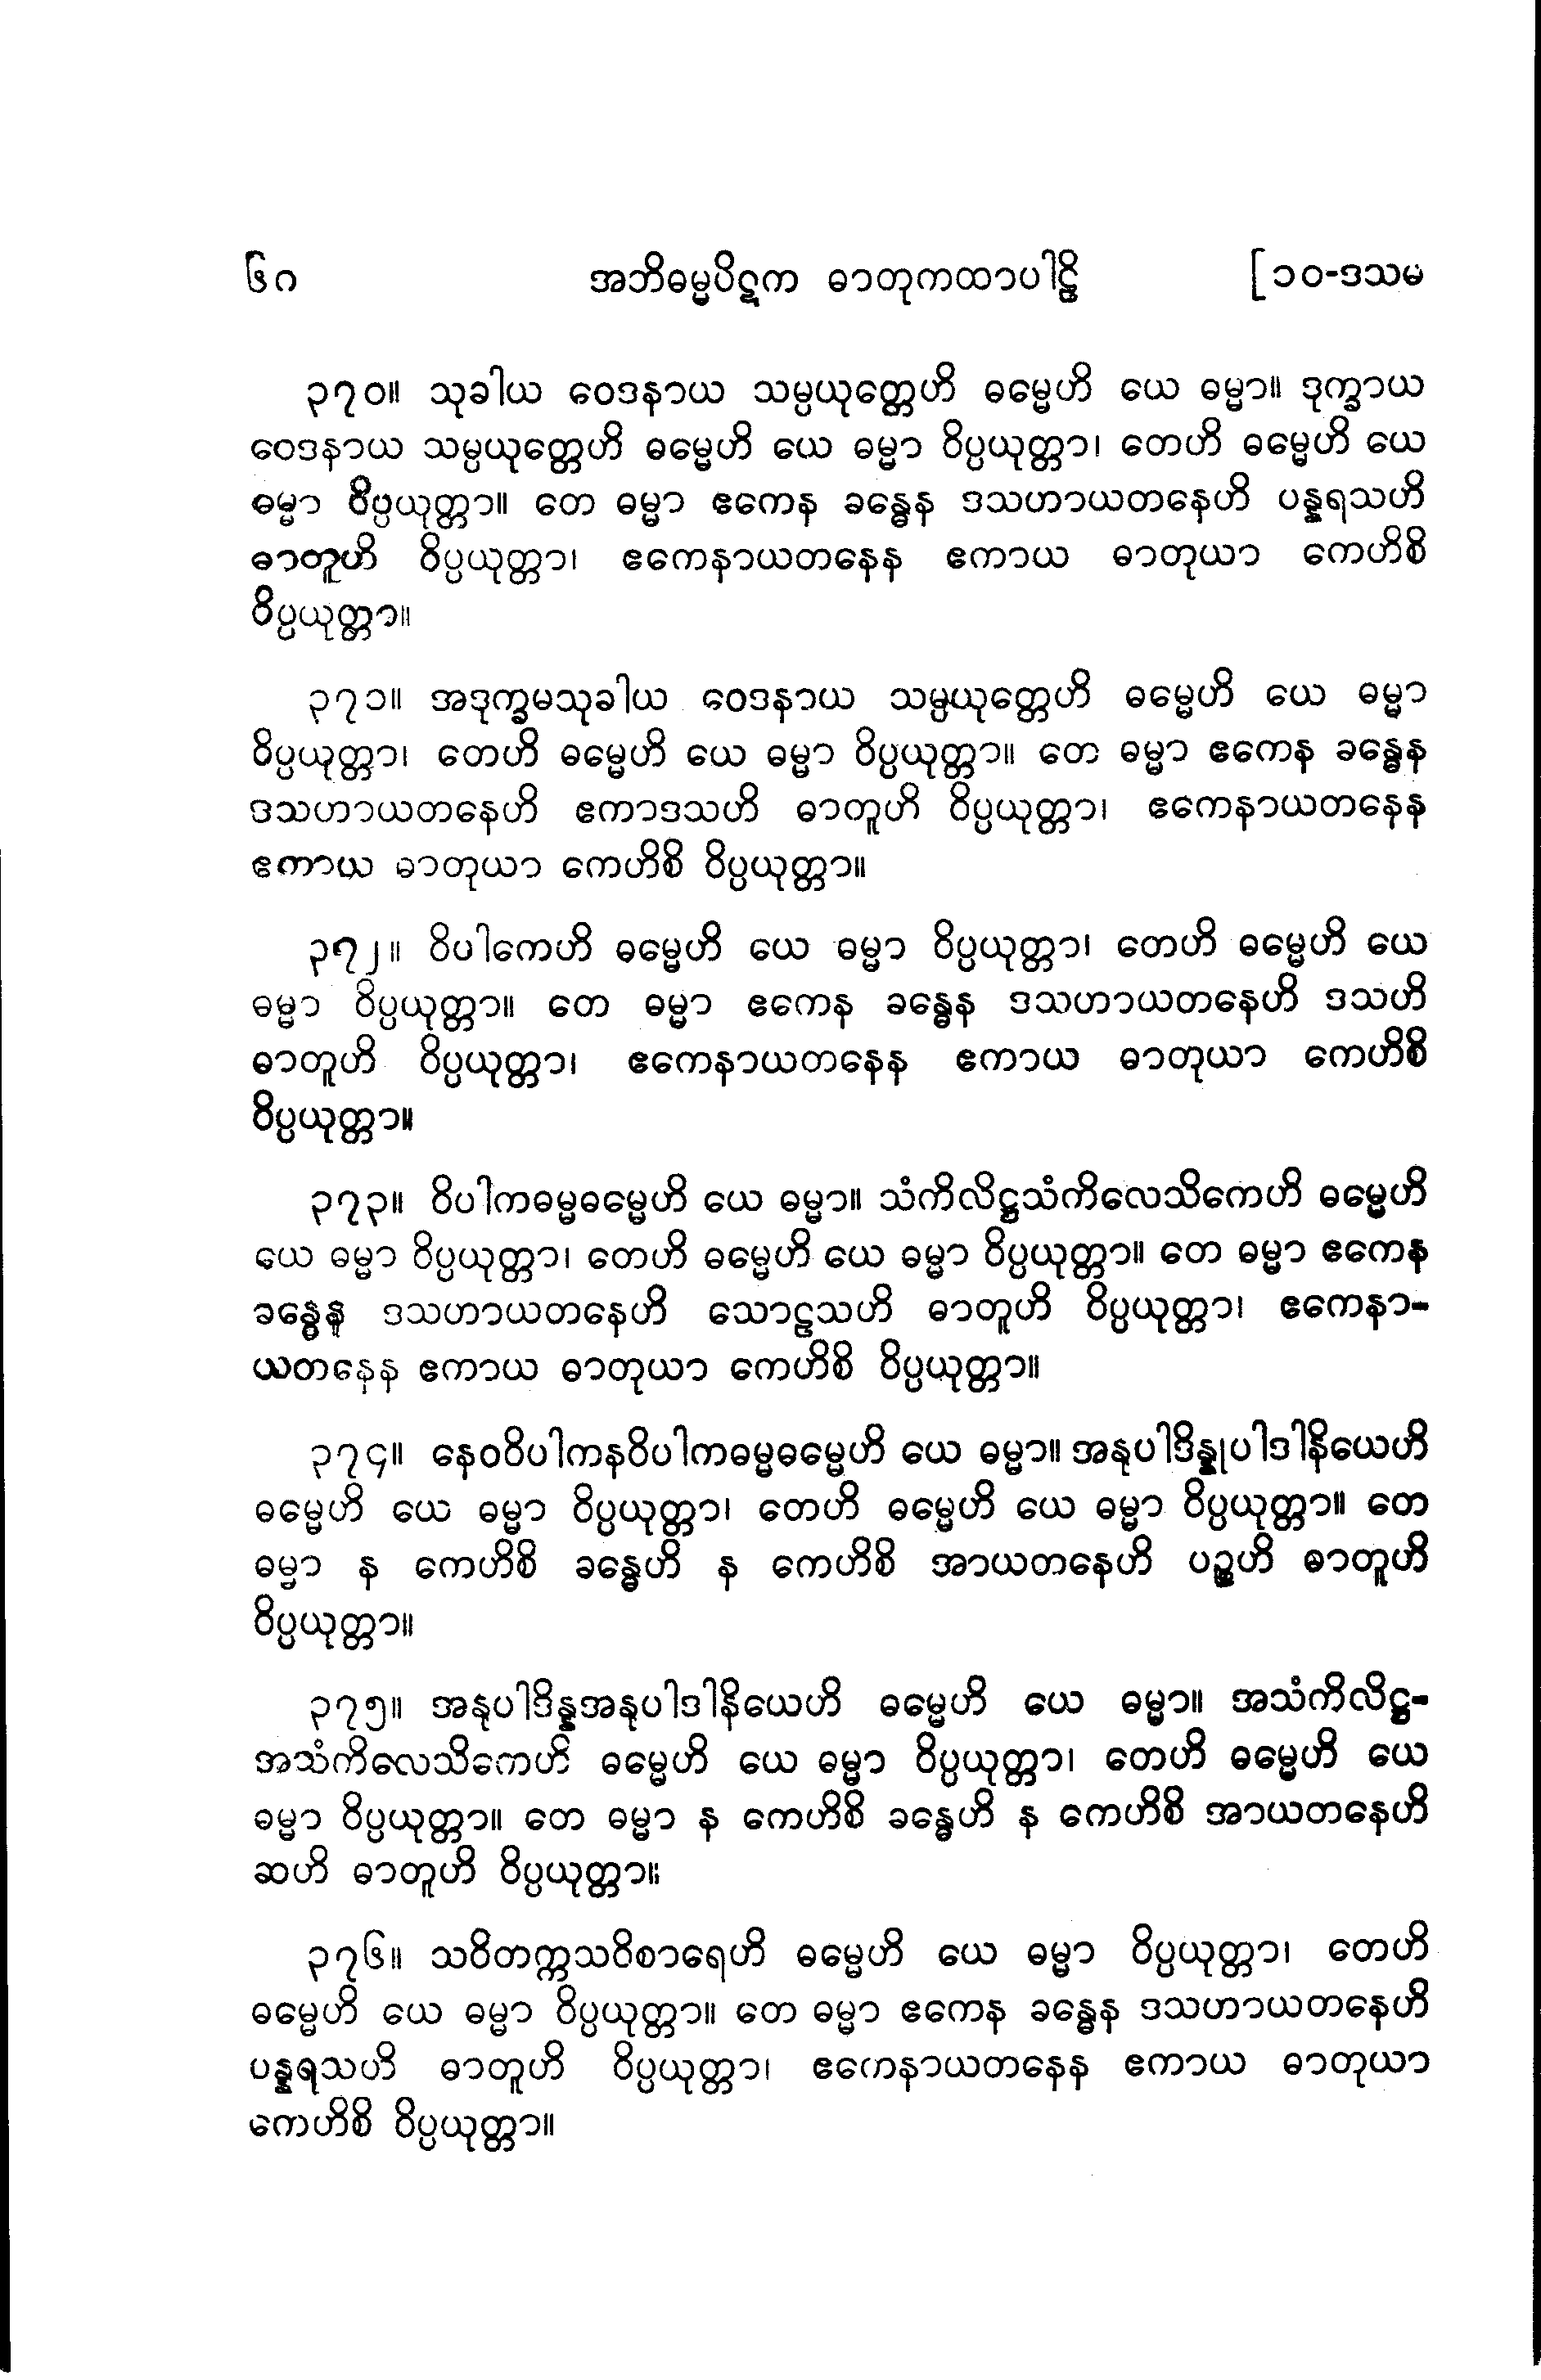 ၆၈ အဘိဓမ္မပိဋက ဓာတုကထာပါဠိ [ ၁၀-ဒသမ
၃၇၀။ သုခါယ ဝေဒနာယ သမ္ပယုတ္တေဟိ ဓမ္မေဟိ ယေ ဓမ္မာ။ ဒုက္ခာယ
ဝေဒနာယ သမ္ပယုတ္တေဟိ ဓမ္မေဟိ ယေ ဓမ္မာ ဝိပ္ပယုတ္တာ၊ တေဟိ ဓမ္မေဟိ ယေ
ဓမ္မာ ဝိပ္ပယုတ္တာ။ တေ ဓမ္မာ ဧကေန ခန္ဓေန ဒသဟာယတနေဟိ ပန္နရသဟိ
ဓာတူဟိ ဝိပ္ပယုတ္တာ၊ ဧကေနာယတနေန ဧကာယ ဓာတုယာ ကေဟိစိ
ဝိပ္ပယုတ္တာ။
၃၇၁။ အဒုက္ခမသုခါယ ဝေဒနာယ သမ္ပယုတ္တေဟိ ဓမ္မေဟိ ယေ ဓမ္မာ
ဝိပ္ပယုတ္တာ၊ တေဟိ ဓမ္မေဟိ ယေ ဓမ္မာ ဝိပ္ပယုတ္တာ။ တေ ဓမ္မာ ဧကေန ခန္ဓေန
ဒသဟာယတနေဟိ ဧကာဒသဟိ ဓာတူဟိ ဝိပ္ပယုတ္တာ၊ ဧကေနာယတနေန
ဧကာယ ဓာတုယာ ကေဟိစိ ဝိပ္ပယုတ္တာ။
၃၇၂။ ဝိပါကေဟိ ဓမ္မေဟိ ယေ ဓမ္မာ ဝိပ္ပယုတ္တာ၊ တေဟိ ဓမ္မေဟိ ယေ
ဓမ္မာ ဝိပ္ပယုတ္တာ။ တေ ဓမ္မာ ဧကေန ခန္ဓေန ဒသဟာယတနေဟိ ဒသဟိ
ဓာတူဟိ ဝိပ္ပယုတ္တာ၊ ဧကေနာယတနေန ဧကာယ ဓာတုယာ ကေဟိစိ
ဝိပ္ပယုတ္တာ။
၃၇၃။ ဝိပါကဓမ္မဓမ္မေဟိ ယေ ဓမ္မာ။ သံကိလိဋ္ဌသံကိလေသိကေဟိ ဓမ္မေဟိ
ယေ ဓမ္မာ ဝိပ္ပယုတ္တာ၊ တေဟိ ဓမ္မေဟိ ယေ ဓမ္မာ ဝိပ္ပယုတ္တာ။ တေ ဓမ္မာ ဧကေန
ခန္ဓေန ဒသဟာယတနေဟိ သောဠသဟိ ဓာတူဟိ ဝိပ္ပယုတ္တာ၊ ဧကေနာ-
ယတနေန ဧကာယ ဓာတုယာ ကေဟိစိ ဝိပ္ပယုတ္တာ။
၃၇၄။ နေဝဝိပါကနဝိပါကဓမ္မဓမ္မေဟိ ယေ ဓမ္မာ။ အနုပါဒိန္နုပါဒါနိယေဟိ
ဓမ္မေဟိ ယေ ဓမ္မာ ဝိပ္ပယုတ္တာ၊ တေဟိ ဓမ္မေဟိ ယေ ဓမ္မာ ဝိပ္ပယုတ္တာ။ တေ
ဓမ္မာ န ကေဟိစိ ခန္ဓေဟိ န ကေဟိစိ အာယတနေဟိ ပဉ္စဟိ ဓာတူဟိ
ဝိပ္ပယုတ္တာ။
၃၇၅။ အနုပါဒိန္နအနုပါဒါနိယေဟိ ဓမ္မေဟိ ယေ ဓမ္မာ။ အသံကိလိဋ္ဌ-
အသံကိလေသိကေဟိ ဓမ္မေဟိ ယေ ဓမ္မာ ဝိပ္ပယုတ္တာ၊ တေဟိ ဓမ္မေဟိ ယေ
ဓမ္မာ ဝိပ္ပယုတ္တာ။ တေ ဓမ္မာ န ကေဟိစိ ခန္ဓေဟိ န ကေဟိစိ အာယတနေဟိ
ဆဟိ ဓာတူဟိ ဝိပ္ပယုတ္တာ။
၃၇၆။ သဝိတက္ကသဝိစာရေဟိ ဓမ္မေဟိ ယေ ဓမ္မာ ဝိပ္ပယုတ္တာ၊ တေဟိ
ဓမ္မေဟိ ယေ ဓမ္မာ ဝိပ္ပယုတ္တာ။ တေ ဓမ္မာ ဧကေန ခန္ဓေန ဒသဟာယတနေဟိ
ပန္နရသဟိ ဓာတူဟိ ဝိပ္ပယုတ္တာ၊ ဧကေနာယတနေန ဧကာယ ဓာတုယာ
ကေဟိစိ ဝိပ္ပယုတ္တာ။